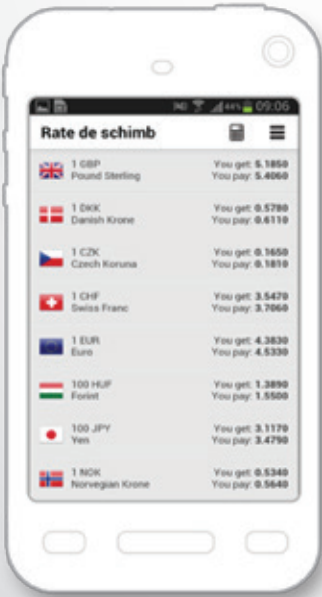 44% 09:06
Rate de schimb
1 GBP You get: 5.1850
Pound Sterling You pay: 5.4060
1 DKK You get: 0.5780
Danish Krone You pay: 0.6110
1 CZK You get: 0.1650
Czech Koruna You pay: 0.1810
1 CHF You get: 3.5470
Swiss Franc You pay: 3.7060
1 EUR You get: 4.3830
Euro You pay: 4.5330
100 HUF You get: 1.3890
Forint You pay: 1.5500
100 JPY You get: 3.1170
Yen You pay: 3.4790
1 NOK You get: 0.5340
Norwegian Krone You pay: 0.5640